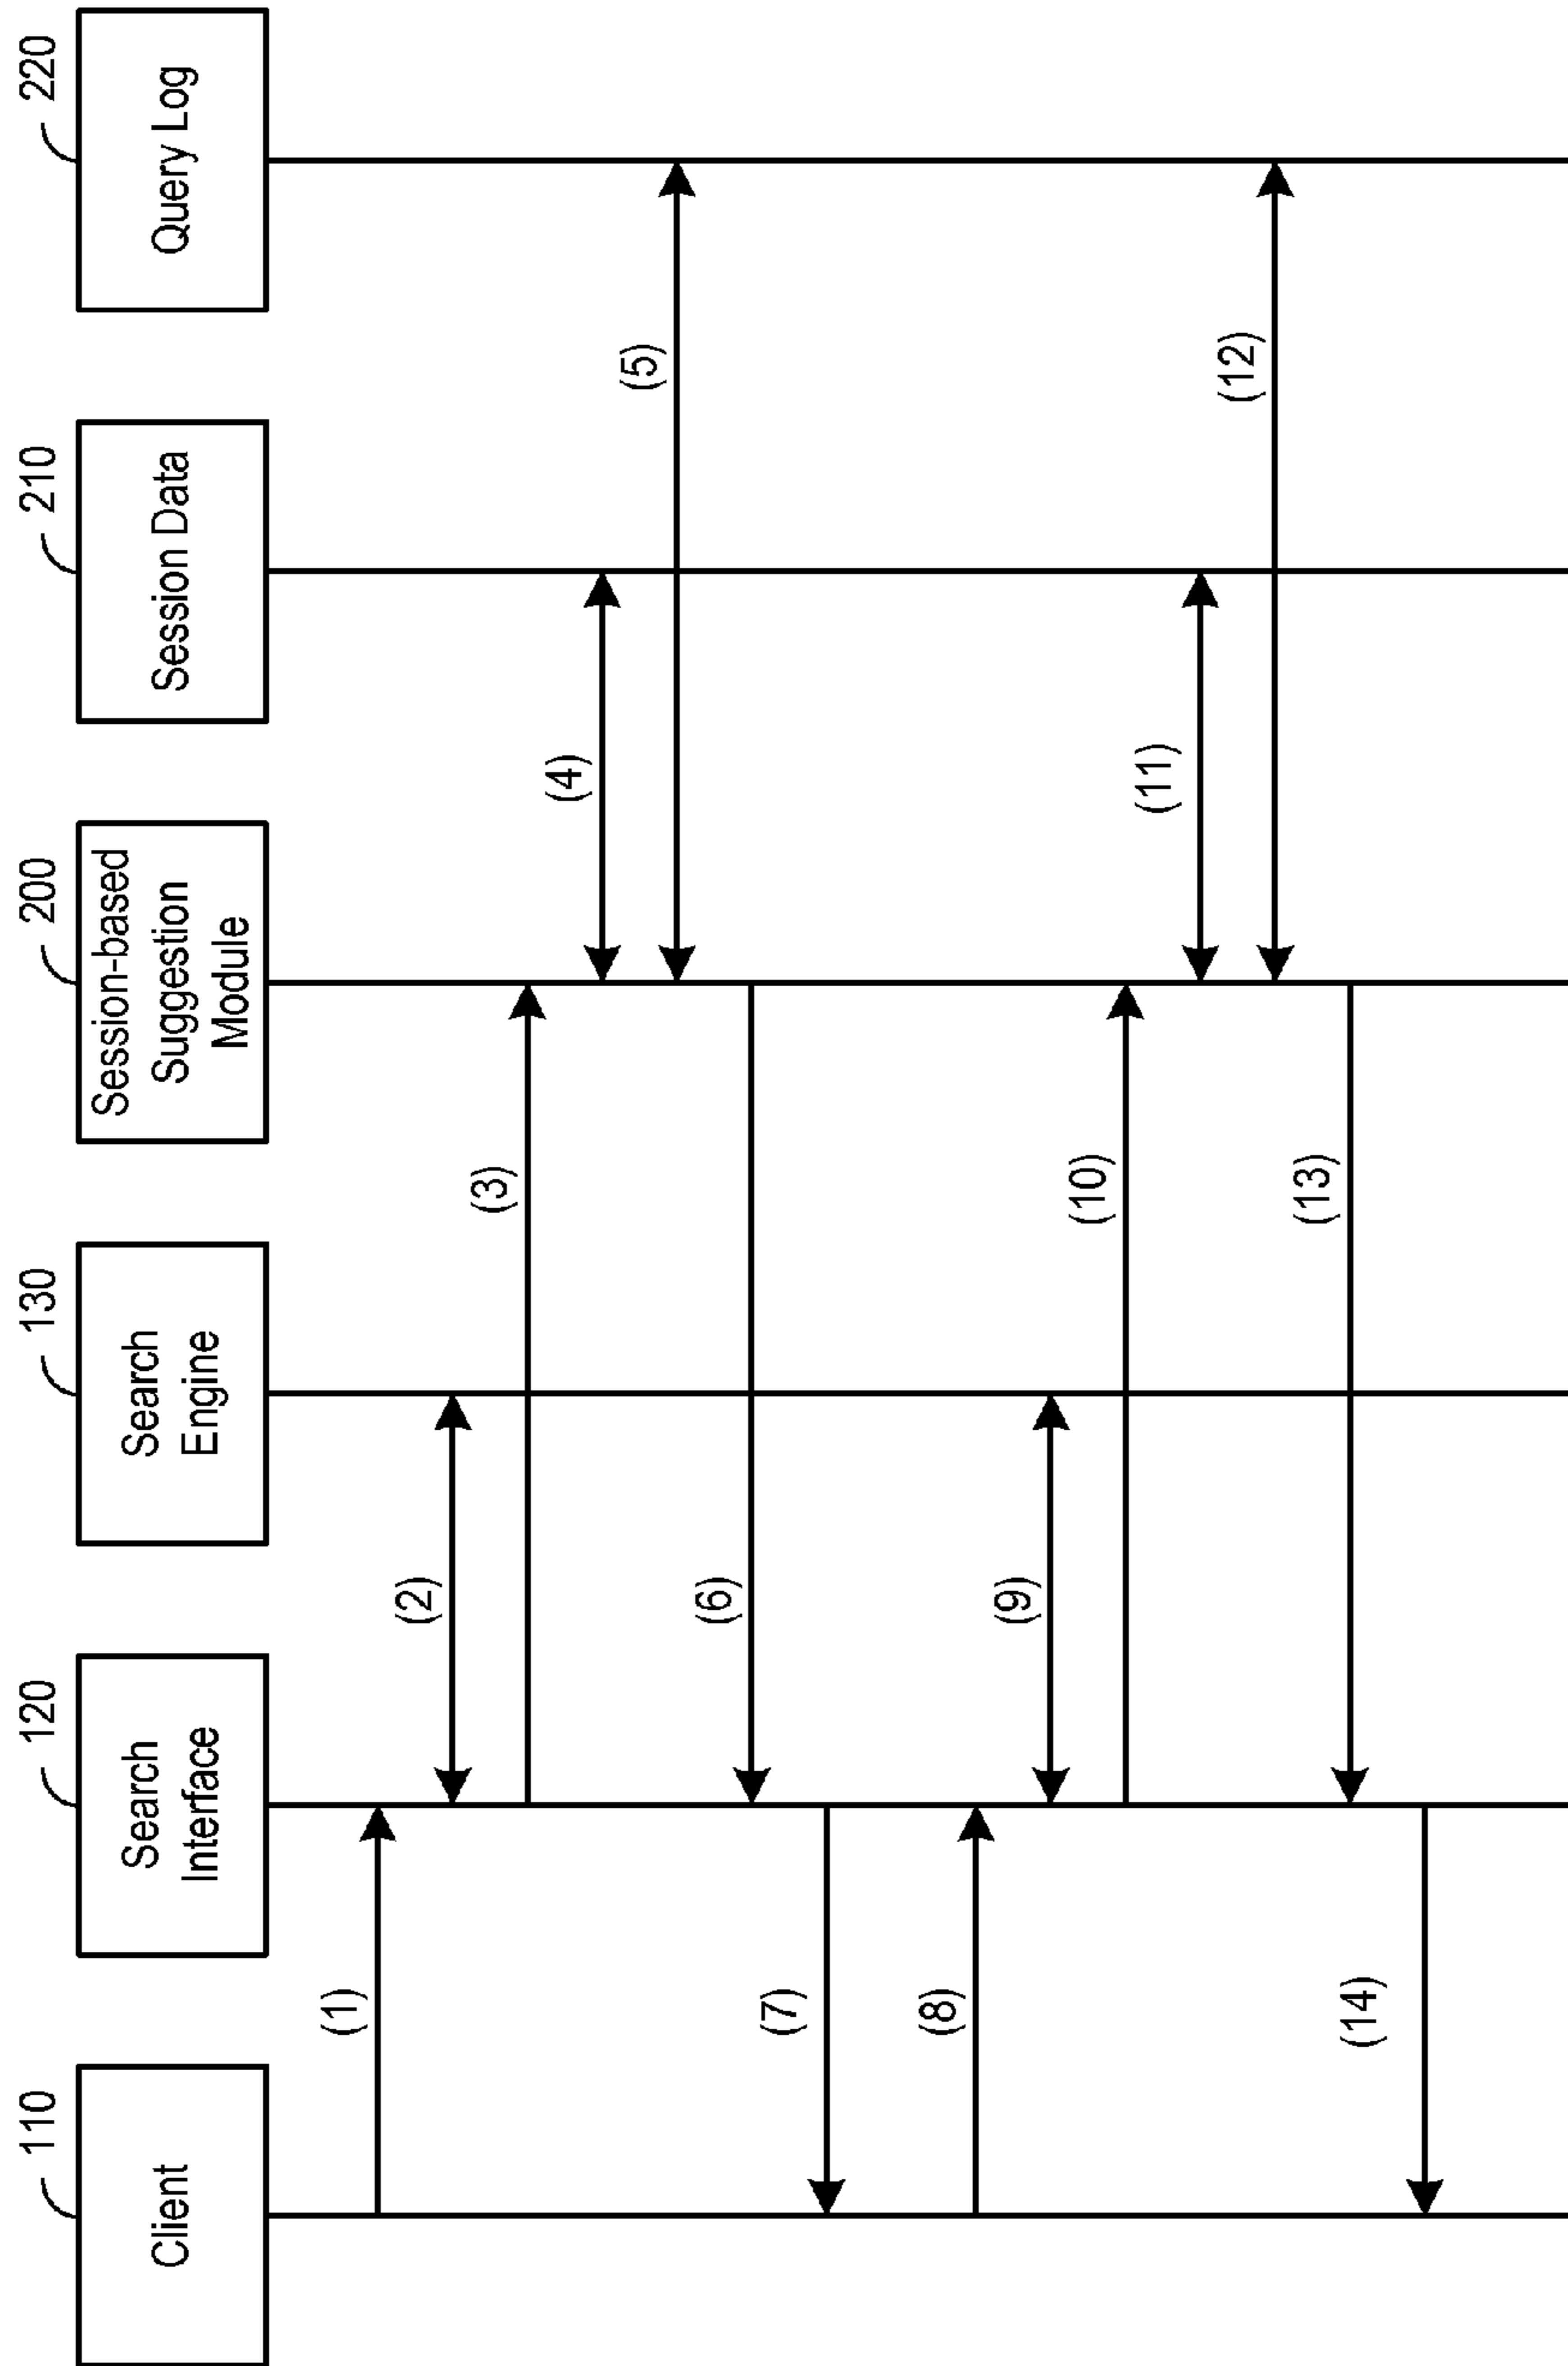 110
120
130
200
210
220
Client
Search
Interface
Search
Engine
Session-based
Suggestion
Module
Session Data
Query Log
(1)
(2)
(3)
(4)
(5)
(6)
(7)
(8)
(9)
(10)
(11)
(12)
(13)
(14)